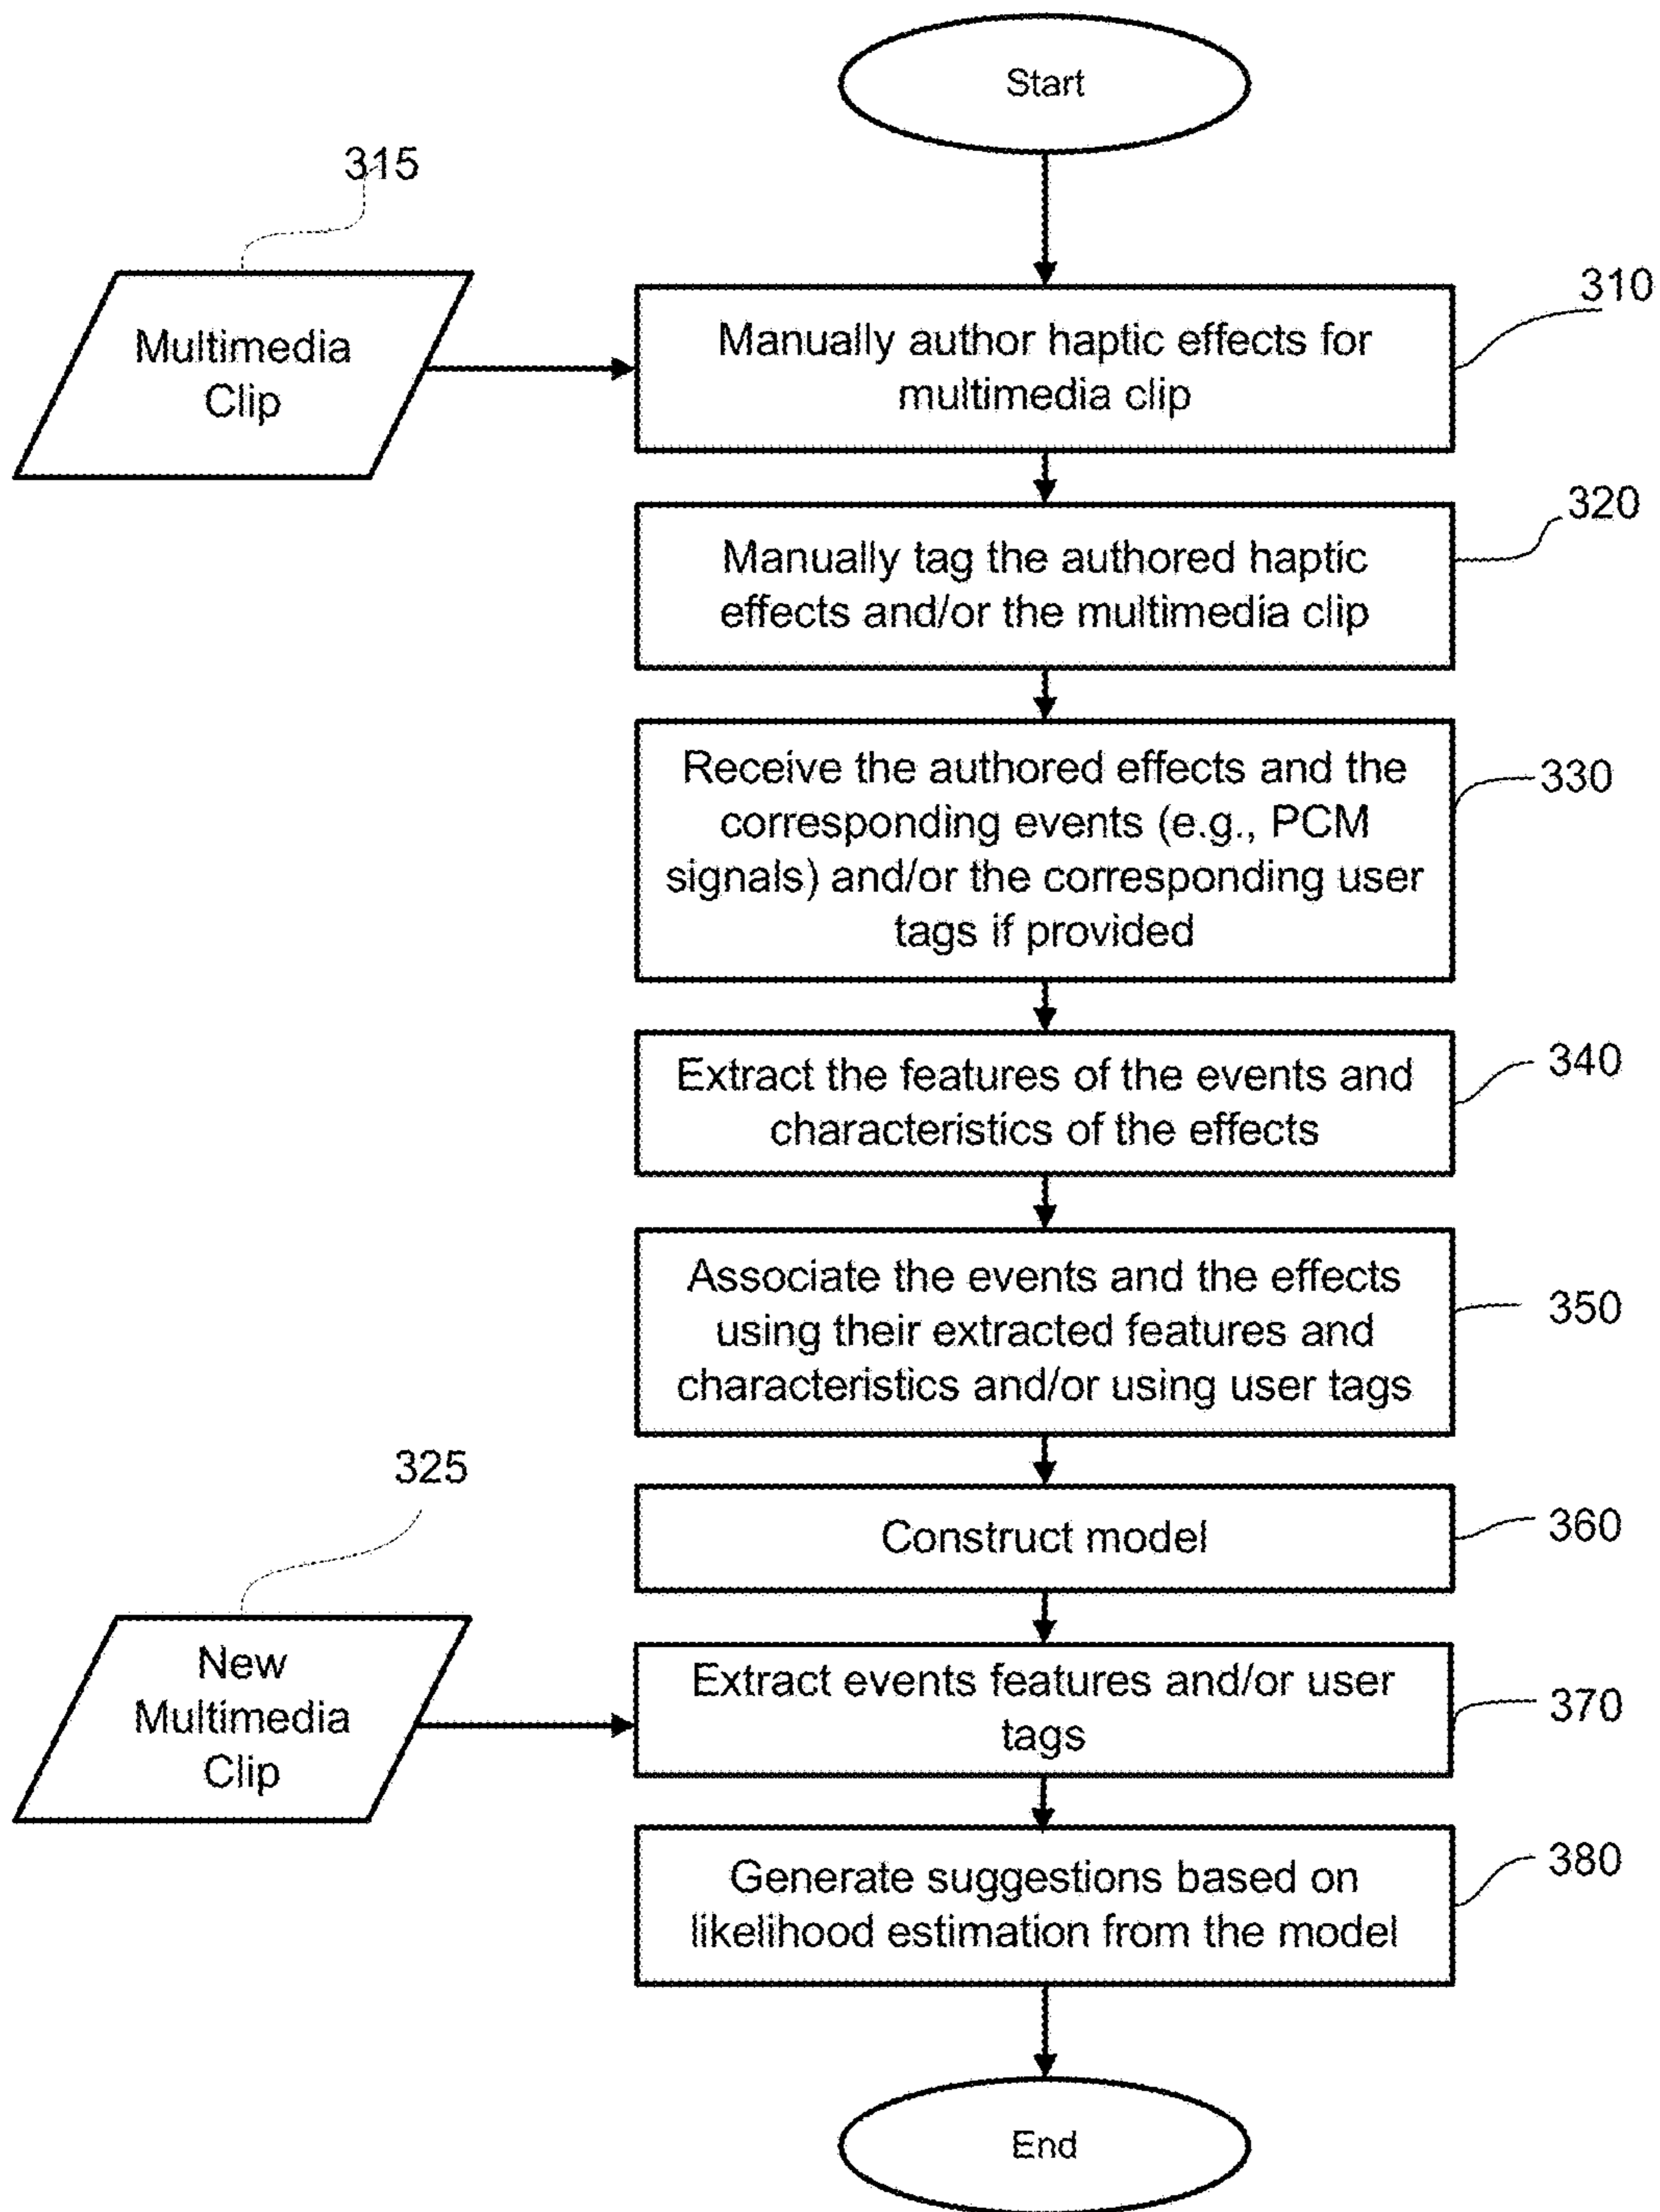 Start
315
310
Multimedia
Clip
Manually author haptic effects for
multimedia clip
320
Manually tag the authored haptic
effects and/or the multimedia clip
330
Receive the authored effects and the
corresponding events (e.g., PCM
signals) and/or the corresponding user
tags if provided
340
Extract the features of the events and
characteristics of the effects
350
Associate the events and the effects
using their extracted features and
characteristics and/or using user tags
325
360
Construct model
New
Multimedia
Clip
370
Extract events features and/or user
tags
380
Generate suggestions based on
likelihood estimation from the model
End